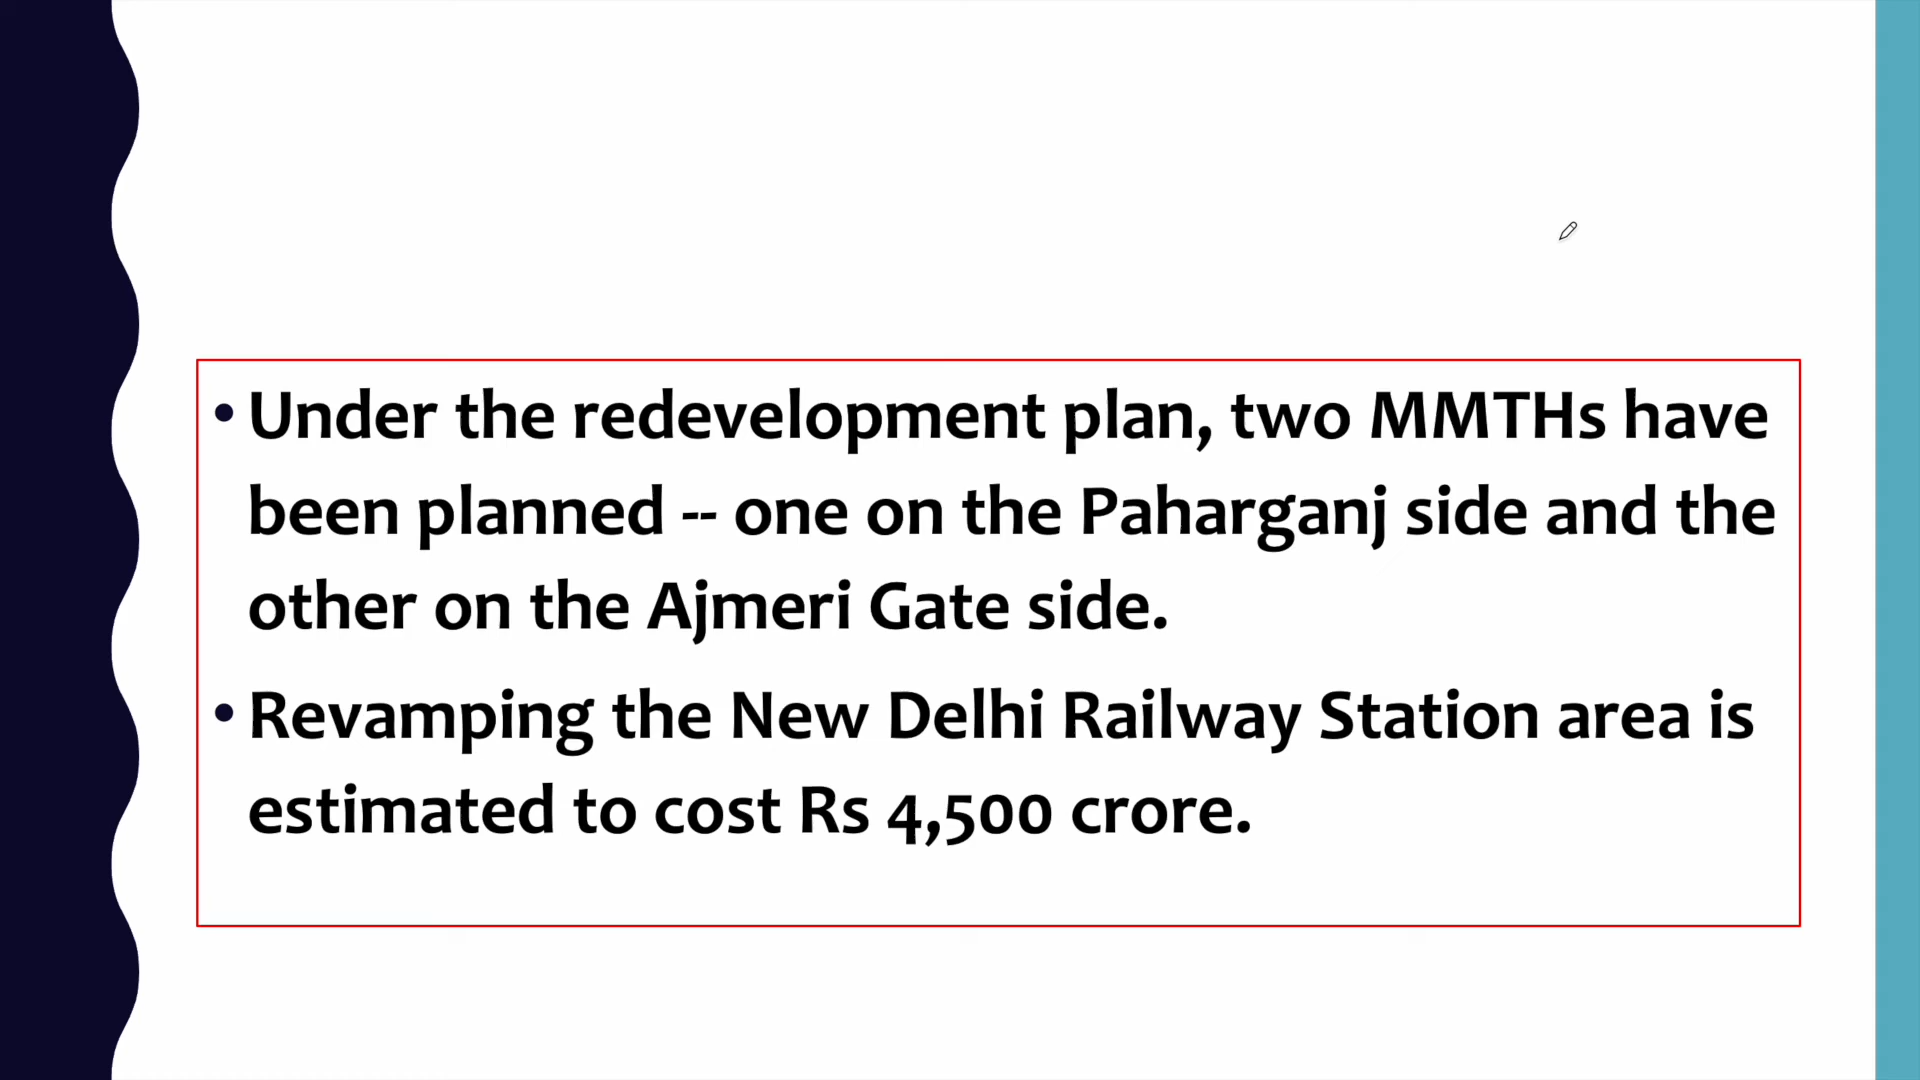 • Under the redevelopment plan, two MMTHs have
been planned -- one on the Paharganj side and the
other on the Ajmeri Gate side.
• Revamping the New Delhi Railway Station area is
estimated to cost Rs 4,500 crore.